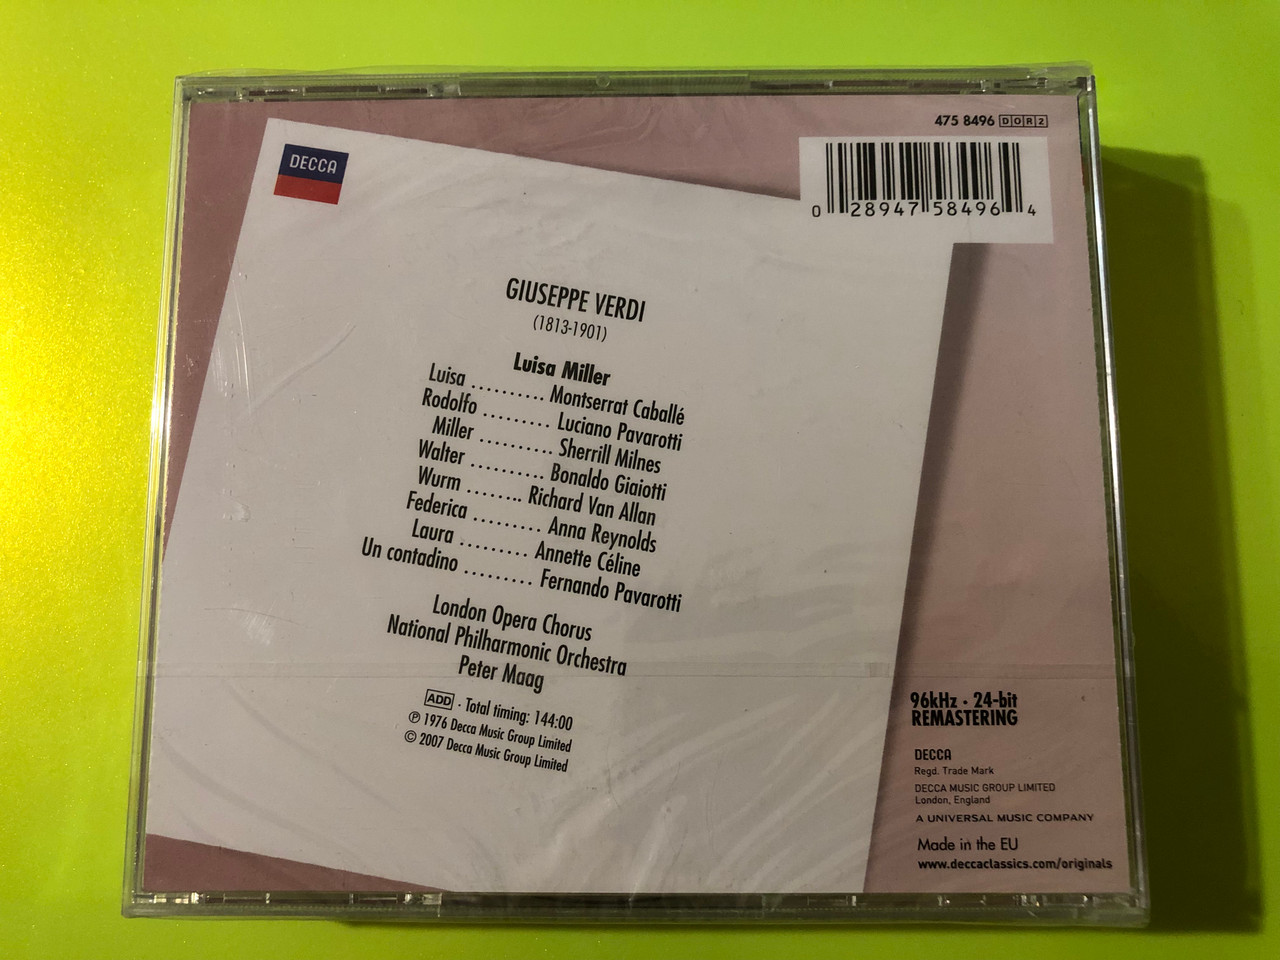 475 8496 DOR2
DECCA
0 28947 58496 4
GIUSEPPE VERDI
(1813-1901)
Luisa Miller
Luisa .......... Montserrat Caballé
Rodolfo ......... Luciano Pavarotti
Miller .......... Sherrill Milnes
Walter .......... Bonaldo Giaiotti
Wurm ........ Richard Van Allan
Federica ......... Anna Reynolds
Laura ......... Annette Céline
Un contadino ......... Fernando Pavarotti
London Opera Chorus
National Philharmonic Orchestra
Peter Maag
ADD · Total timing: 144:00
℗ 1976 Decca Music Group Limited
© 2007 Decca Music Group Limited
96kHz · 24-bit
REMASTERING
DECCA
Regd. Trade Mark
DECCA MUSIC GROUP LIMITED
London, England
A UNIVERSAL MUSIC COMPANY
Made in the EU
www.deccaclassics.com/originals